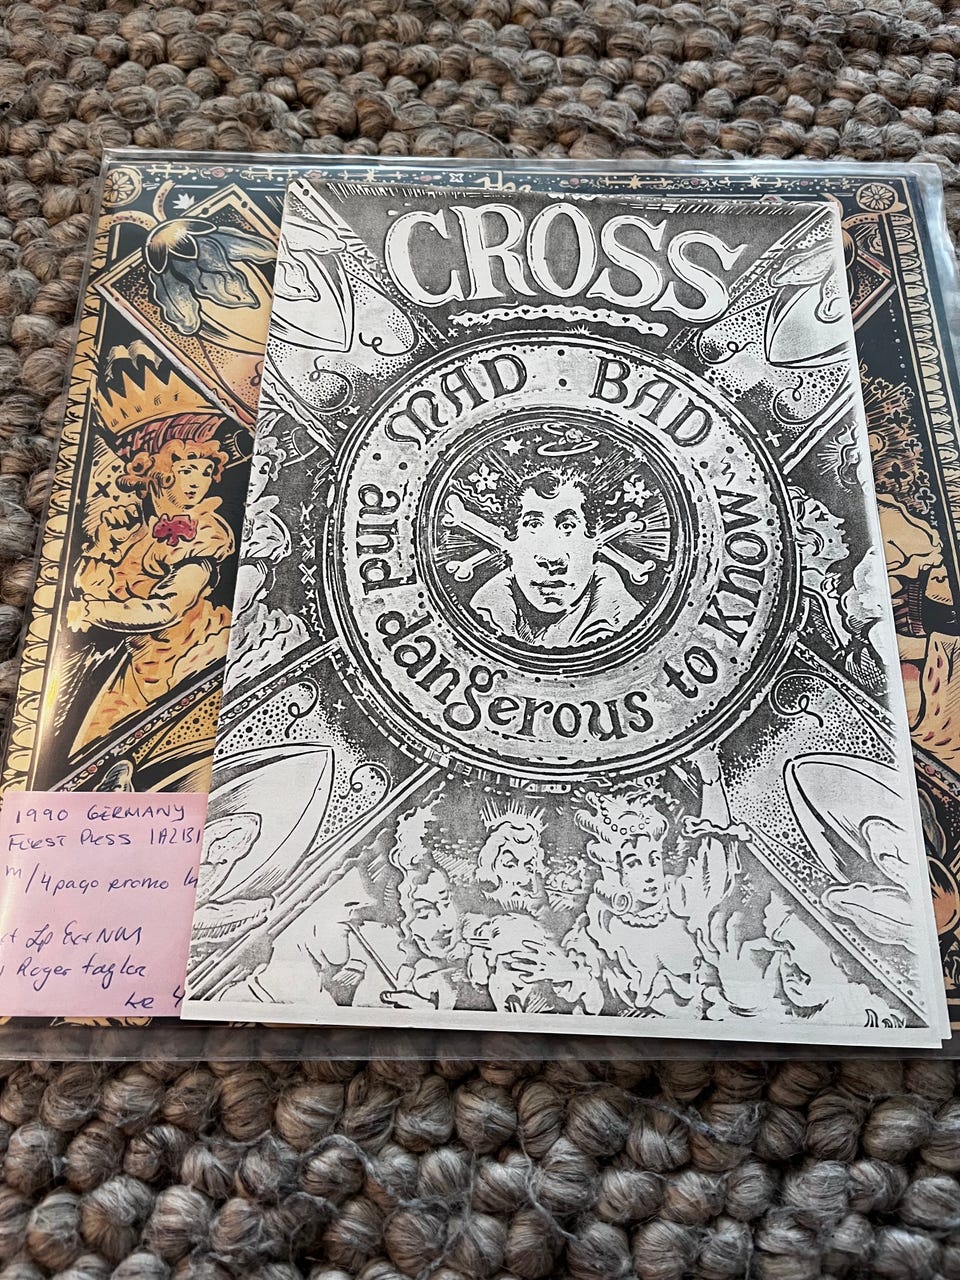 the
CROSS
MAD · BAD
and dangerous to
1990 GERMANY
FIRST PRESS 1A2B1
m/4 page promo
Lp Ex+ NM
Roger Taylor